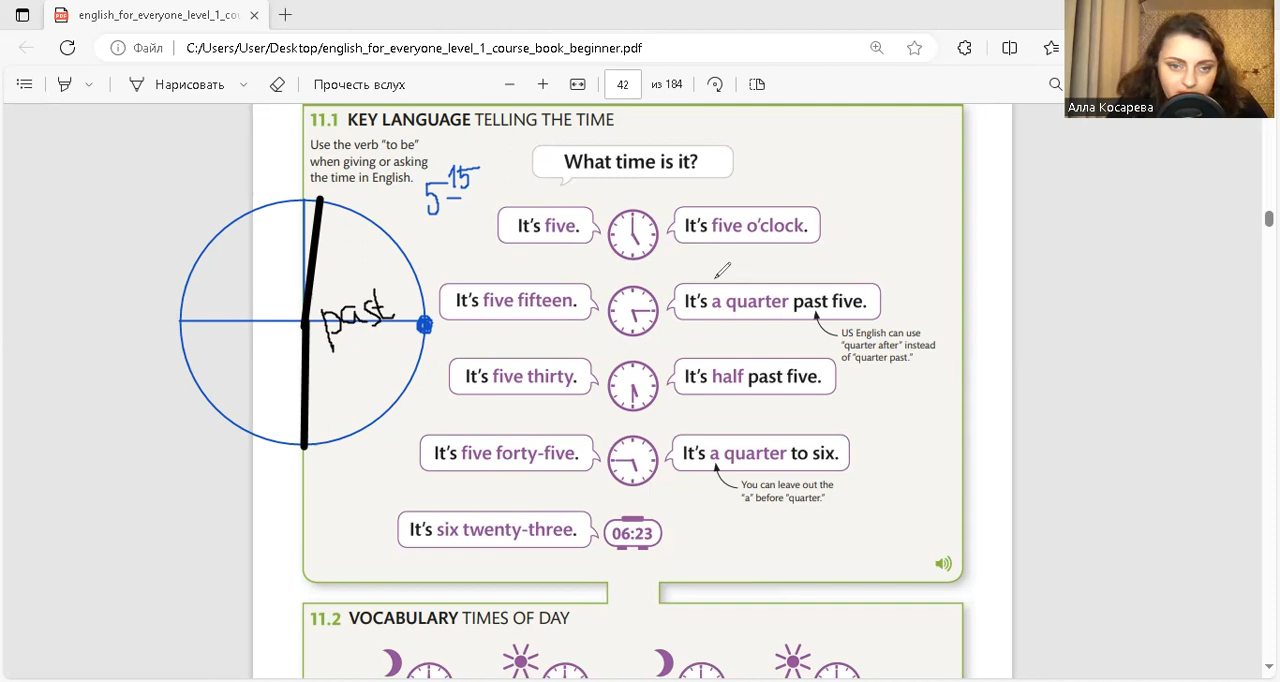 english_for_everyone_level_1_cou
Файл C:/Users/User/Desktop/english_for_everyone_level_1_course_book_beginner.pdf
Нарисовать Прочесть вслух 42 из 184
Алла Косарева
11.1 KEY LANGUAGE TELLING THE TIME
Use the verb "to be"
when giving or asking
the time in English.
What time is it?
5 15
It's five.
It's five o'clock.
It's five fifteen.
It's a quarter past five.
past
US English can use
"quarter after" instead
of "quarter past."
It's five thirty.
It's half past five.
It's five forty-five.
It's a quarter to six.
You can leave out the
"a" before "quarter."
It's six twenty-three.
06:23
11.2 VOCABULARY TIMES OF DAY